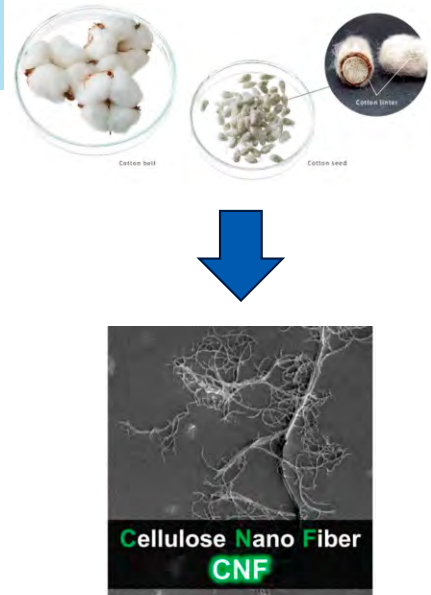 Cotton linter
Cotton boll
Cotton seed
Cellulose Nano Fiber
CNF